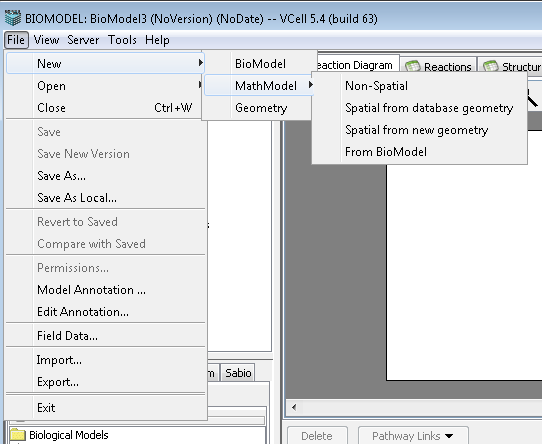 BIOMODEL: BioModel3 (NoVersion) (NoDate) -- VCell 5.4 (build 63)
File View Server Tools Help
New
Open
Close Ctrl+W
Save
Save New Version
Save As...
Save As Local...
Revert to Saved
Compare with Saved
Permissions...
Model Annotation ...
Edit Annotation...
Field Data...
Import...
Export...
Exit
BioModel
MathModel
Geometry
Non-Spatial
Spatial from database geometry
Spatial from new geometry
From BioModel
Diagram Reactions
Sabio
Biological Models
Delete Pathway Links